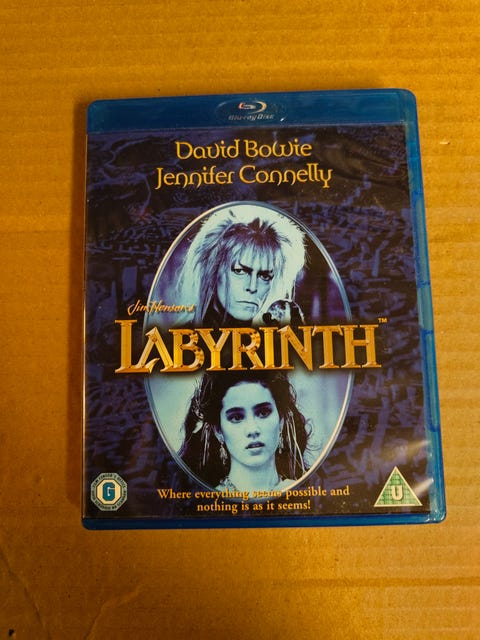 Blu-ray Disc
David Bowie
Jennifer Connelly
Jim Henson's
LABYRINTH™
Where everything seems possible and
nothing is as it seems!
G
U